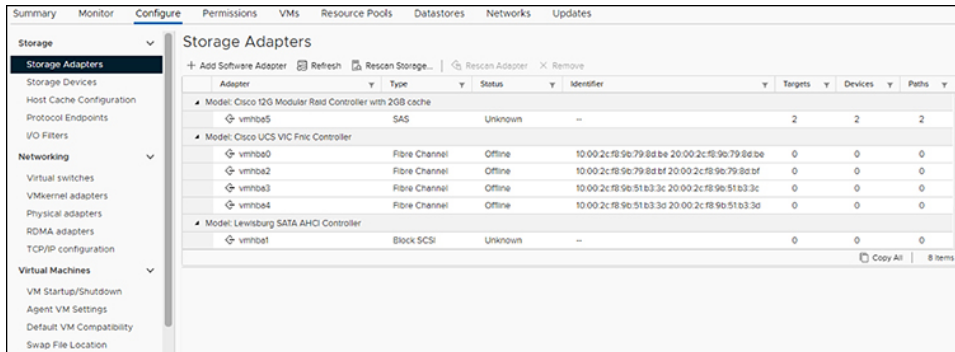 Summary Monitor Configure Permissions VMs Resource Pools Datastores Networks Updates
Storage
Storage Adapters
Storage Devices
Host Cache Configuration
Protocol Endpoints
I/O Filters
Networking
Virtual switches
VMkernel adapters
Physical adapters
RDMA adapters
TCP/IP configuration
Virtual Machines
VM Startup/Shutdown
Agent VM Settings
Default VM Compatibility
Swap File Location
Storage Adapters
+ Add Software Adapter Refresh Rescan Storage... Rescan Adapter × Remove
Adapter Type Status Identifier Targets Devices Paths
Model: Cisco 12G Modular Raid Controller with 2GB cache
vmhba5 SAS Unknown -- 2 2 2
Model: Cisco UCS VIC Fnic Controller
vmhba0 Fibre Channel Offline 10:00:2c:f8:9b:79:8d:be 20:00:2c:f8:9b:79:8d:be 0 0 0
vmhba2 Fibre Channel Offline 10:00:2c:f8:9b:79:8d:bf 20:00:2c:f8:9b:79:8d:bf 0 0 0
vmhba3 Fibre Channel Offline 10:00:2c:f8:9b:51:b3:3c 20:00:2c:f8:9b:51:b3:3c 0 0 0
vmhba4 Fibre Channel Offline 10:00:2c:f8:9b:51:b3:3d 20:00:2c:f8:9b:51:b3:3d 0 0 0
Model: Lewisburg SATA AHCI Controller
vmhba1 Block SCSI Unknown -- 0 0 0
Copy All 8 items